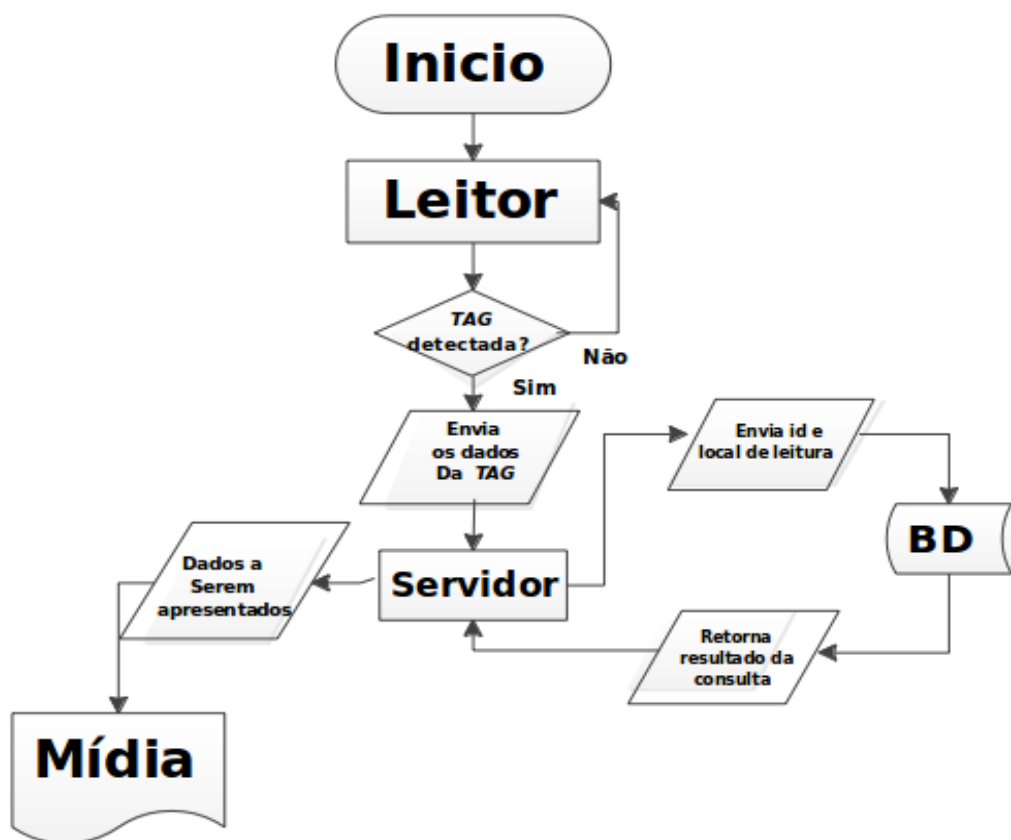 Inicio
Leitor
TAG
detectada?
Não
Sim
Envia
os dados
Da TAG
Envia id e
local de leitura
BD
Servidor
Dados a
Serem
apresentados
Retorna
resultado da
consulta
Mídia